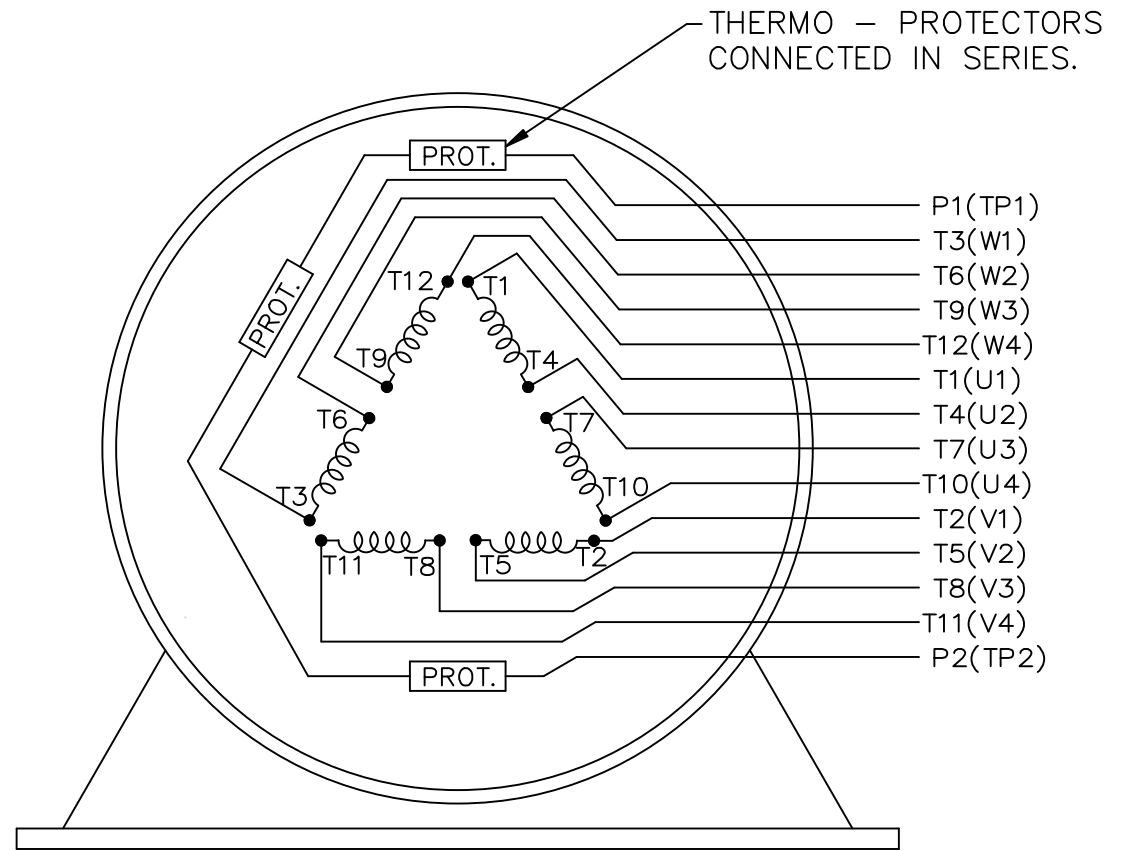 THERMO - PROTECTORS
CONNECTED IN SERIES.
PROT.
P1(TP1)
T3(W1)
PROT.
T6(W2)
T12
T1
T9(W3)
T12(W4)
T9
T4
T1(U1)
T6
T7
T4(U2)
T7(U3)
T3
T10
T10(U4)
T2(V1)
T11
T8
T5
T2
T5(V2)
T8(V3)
T11(V4)
PROT.
P2(TP2)